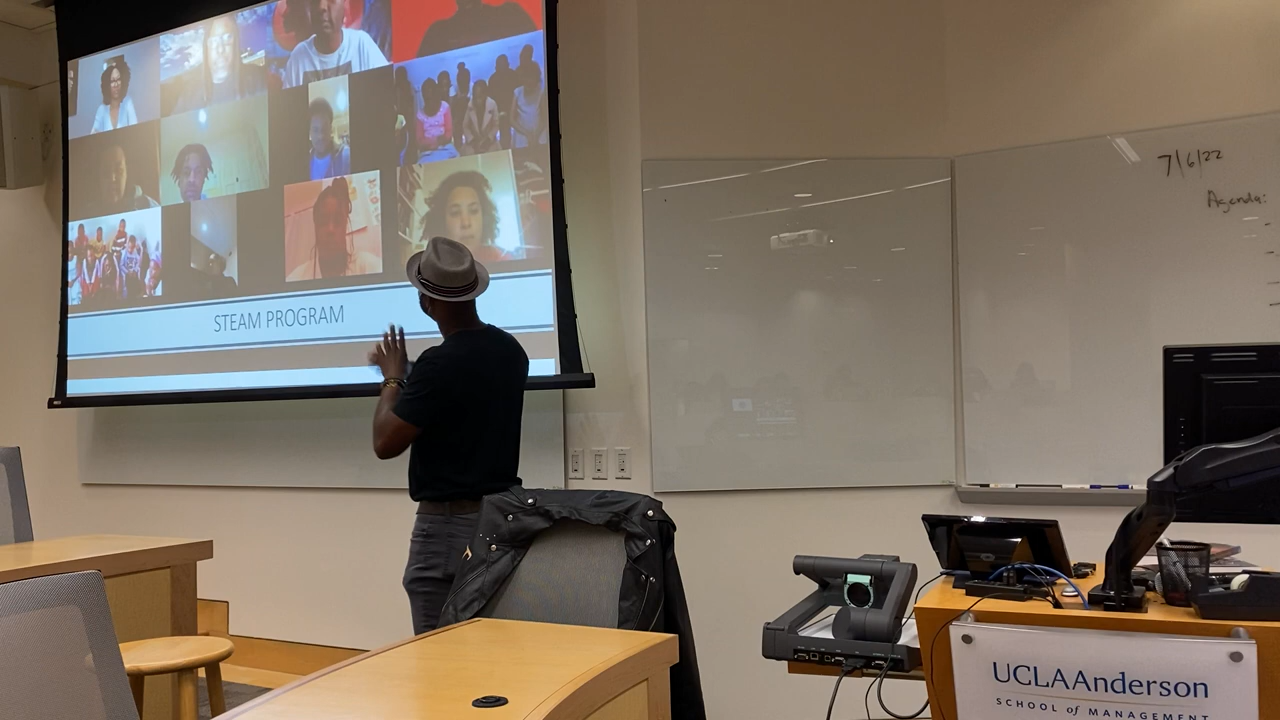 STEAM PROGRAM
7/6/22
Agenda:
UCLAAnderson
SCHOOL of MANAGEMENT